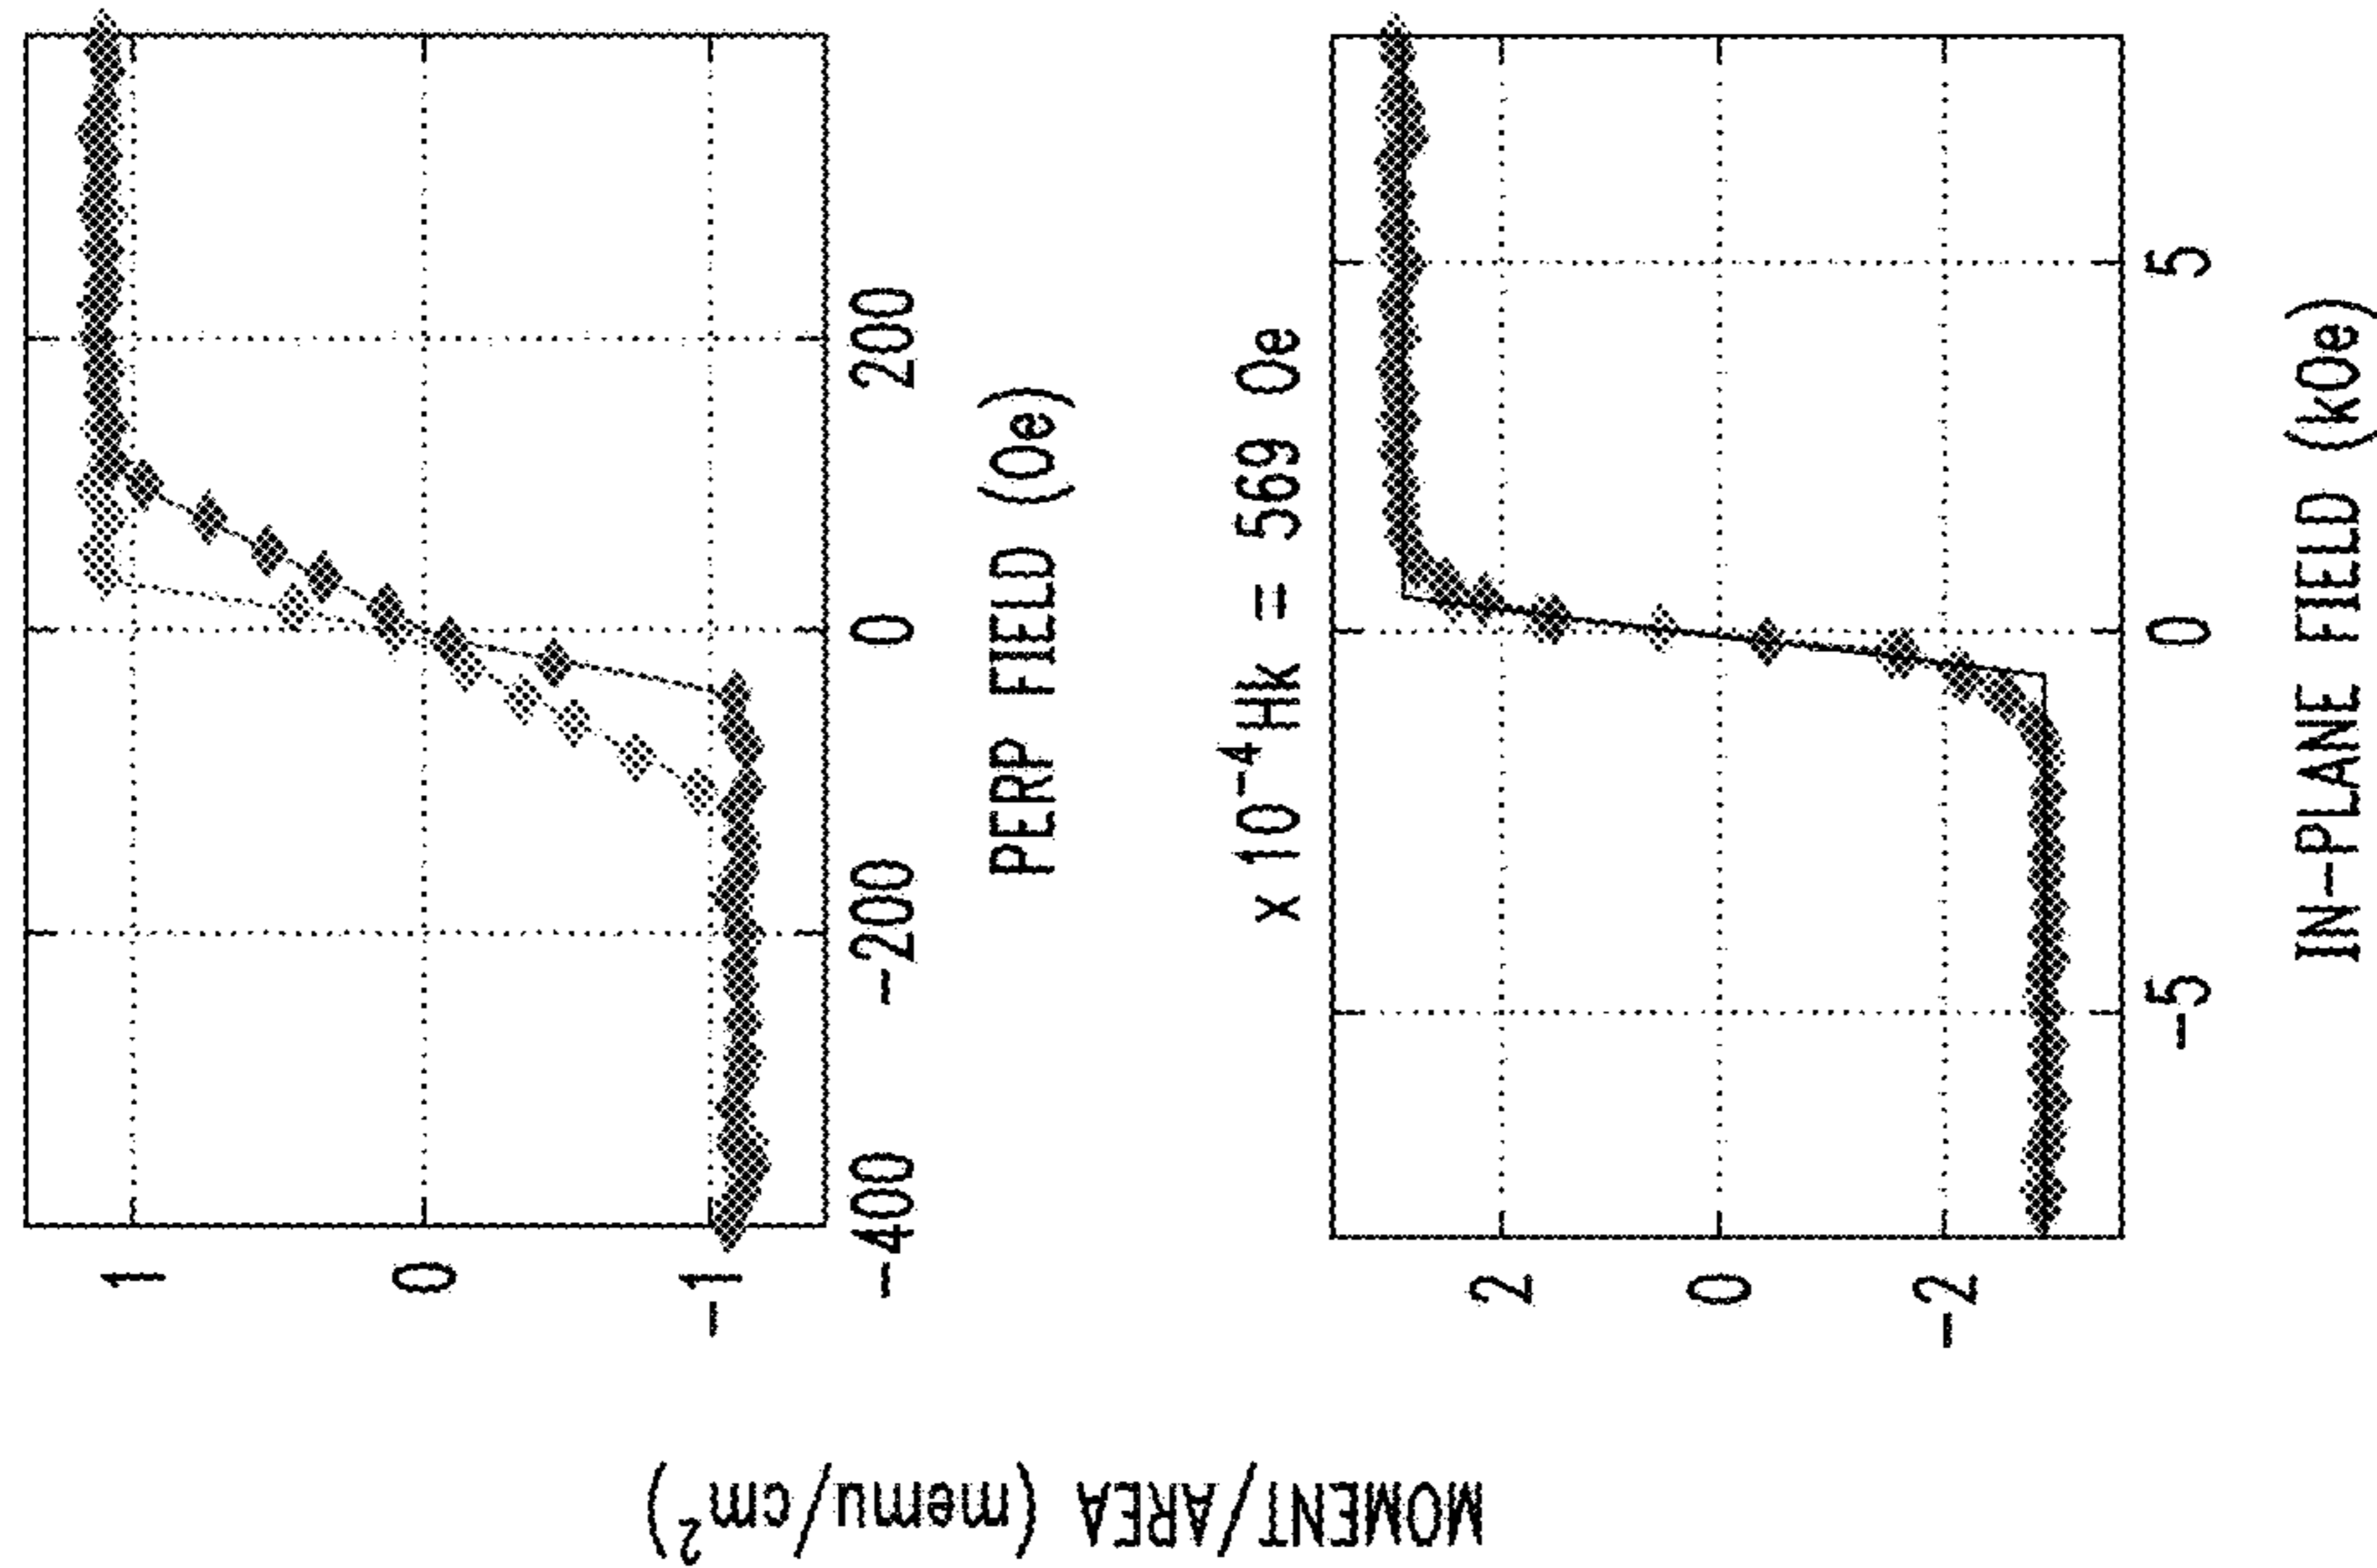 MOMENT/AREA (memu/cm²)
1
0
-1
-400 -200 0 200
PERP FIELD (Oe)
x 10⁻⁴ Hk = 569 Oe
2
0
-2
-5 0 5
IN-PLANE FIELD (kOe)